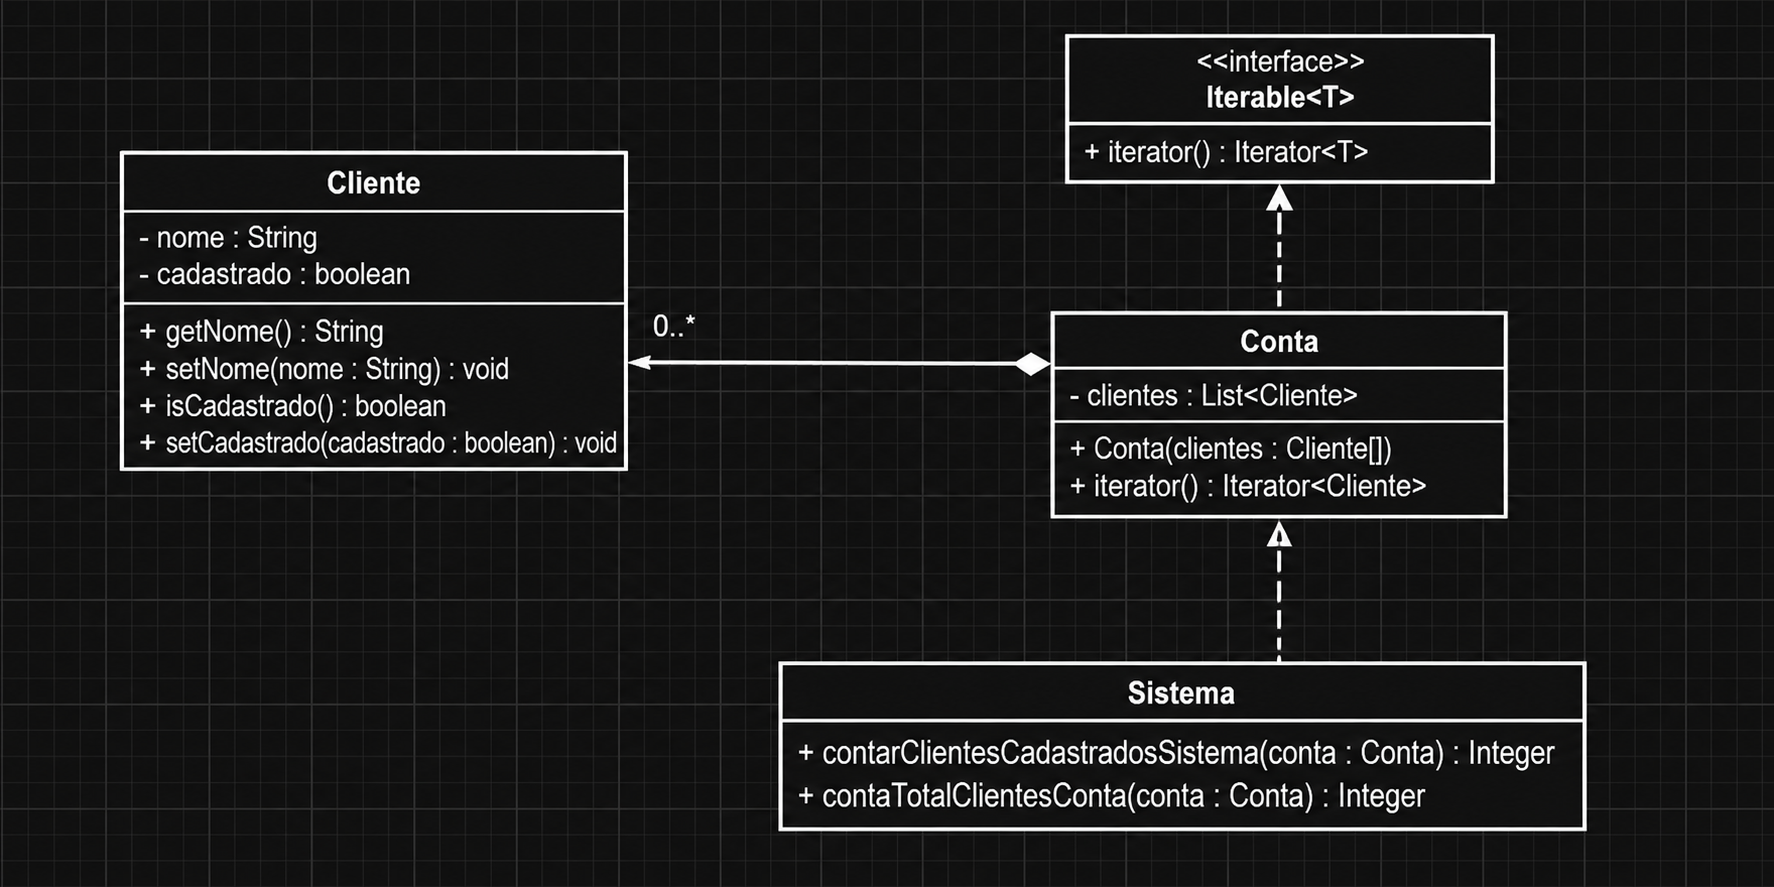 <<interface>>
Iterable<T>
+ iterator() : Iterator<T>
Cliente
- nome : String
- cadastrado : boolean
+ getNome() : String
+ setNome(nome : String) : void
+ isCadastrado() : boolean
+ setCadastrado(cadastrado : boolean) : void
0..*
Conta
- clientes : List<Cliente>
+ Conta(clientes : Cliente[])
+ iterator() : Iterator<Cliente>
Sistema
+ contarClientesCadastradosSistema(conta : Conta) : Integer
+ contaTotalClientesConta(conta : Conta) : Integer